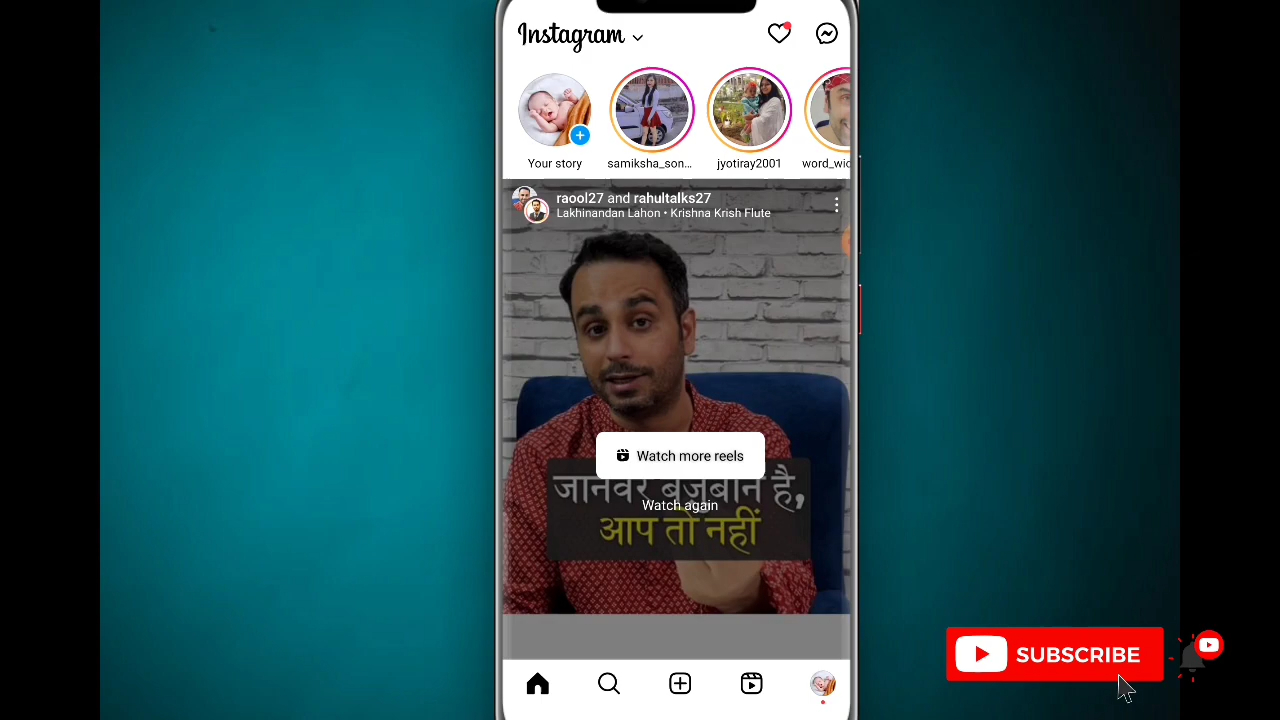 Instagram
Your story
samiksha_son...
jyotiray2001
word_wic
raool27 and rahultalks27
Lakhinandan Lahon • Krishna Krish Flute
Watch more reels
जानवर बेज़ुबान है,
Watch again
आप तो नहीं
SUBSCRIBE